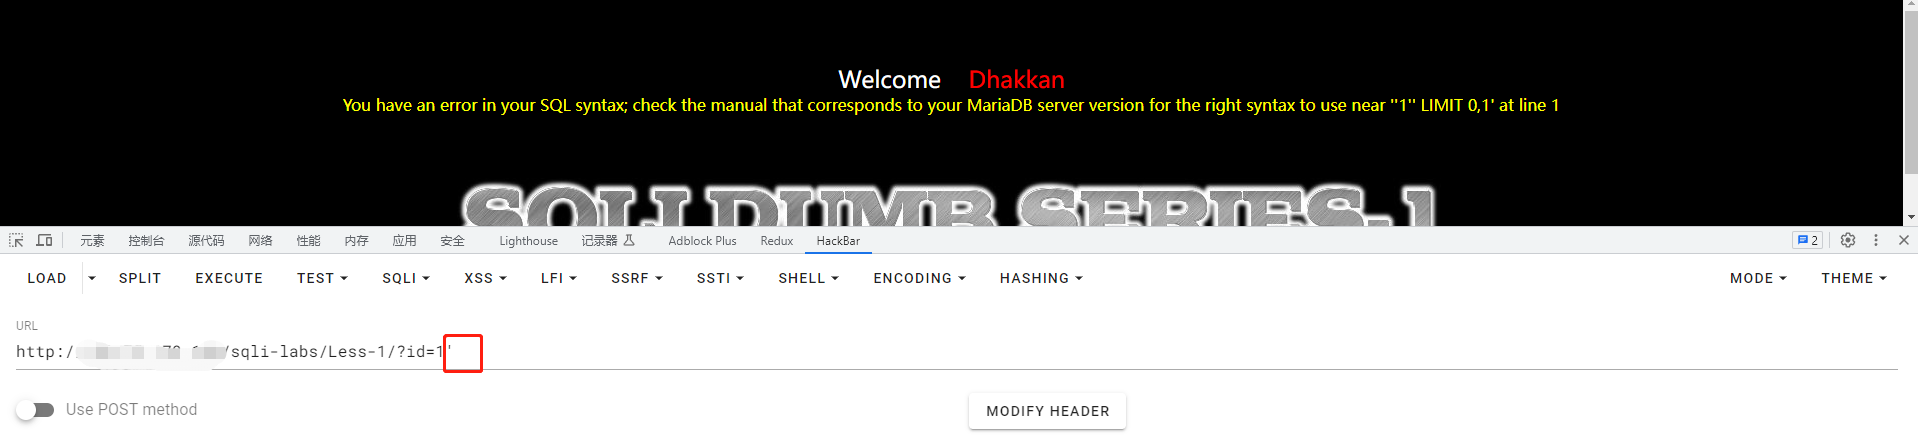 Welcome Dhakkan
You have an error in your SQL syntax; check the manual that corresponds to your MariaDB server version for the right syntax to use near ''1'' LIMIT 0,1' at line 1
SQLI DUMB SERIES-1
元素 控制台 源代码 网络 性能 内存 应用 安全 Lighthouse 记录器 Adblock Plus Redux HackBar 2
LOAD SPLIT EXECUTE TEST SQLI XSS LFI SSRF SSTI SHELL ENCODING HASHING MODE THEME
URL
http:/ /sqli-labs/Less-1/?id=1'
Use POST method MODIFY HEADER